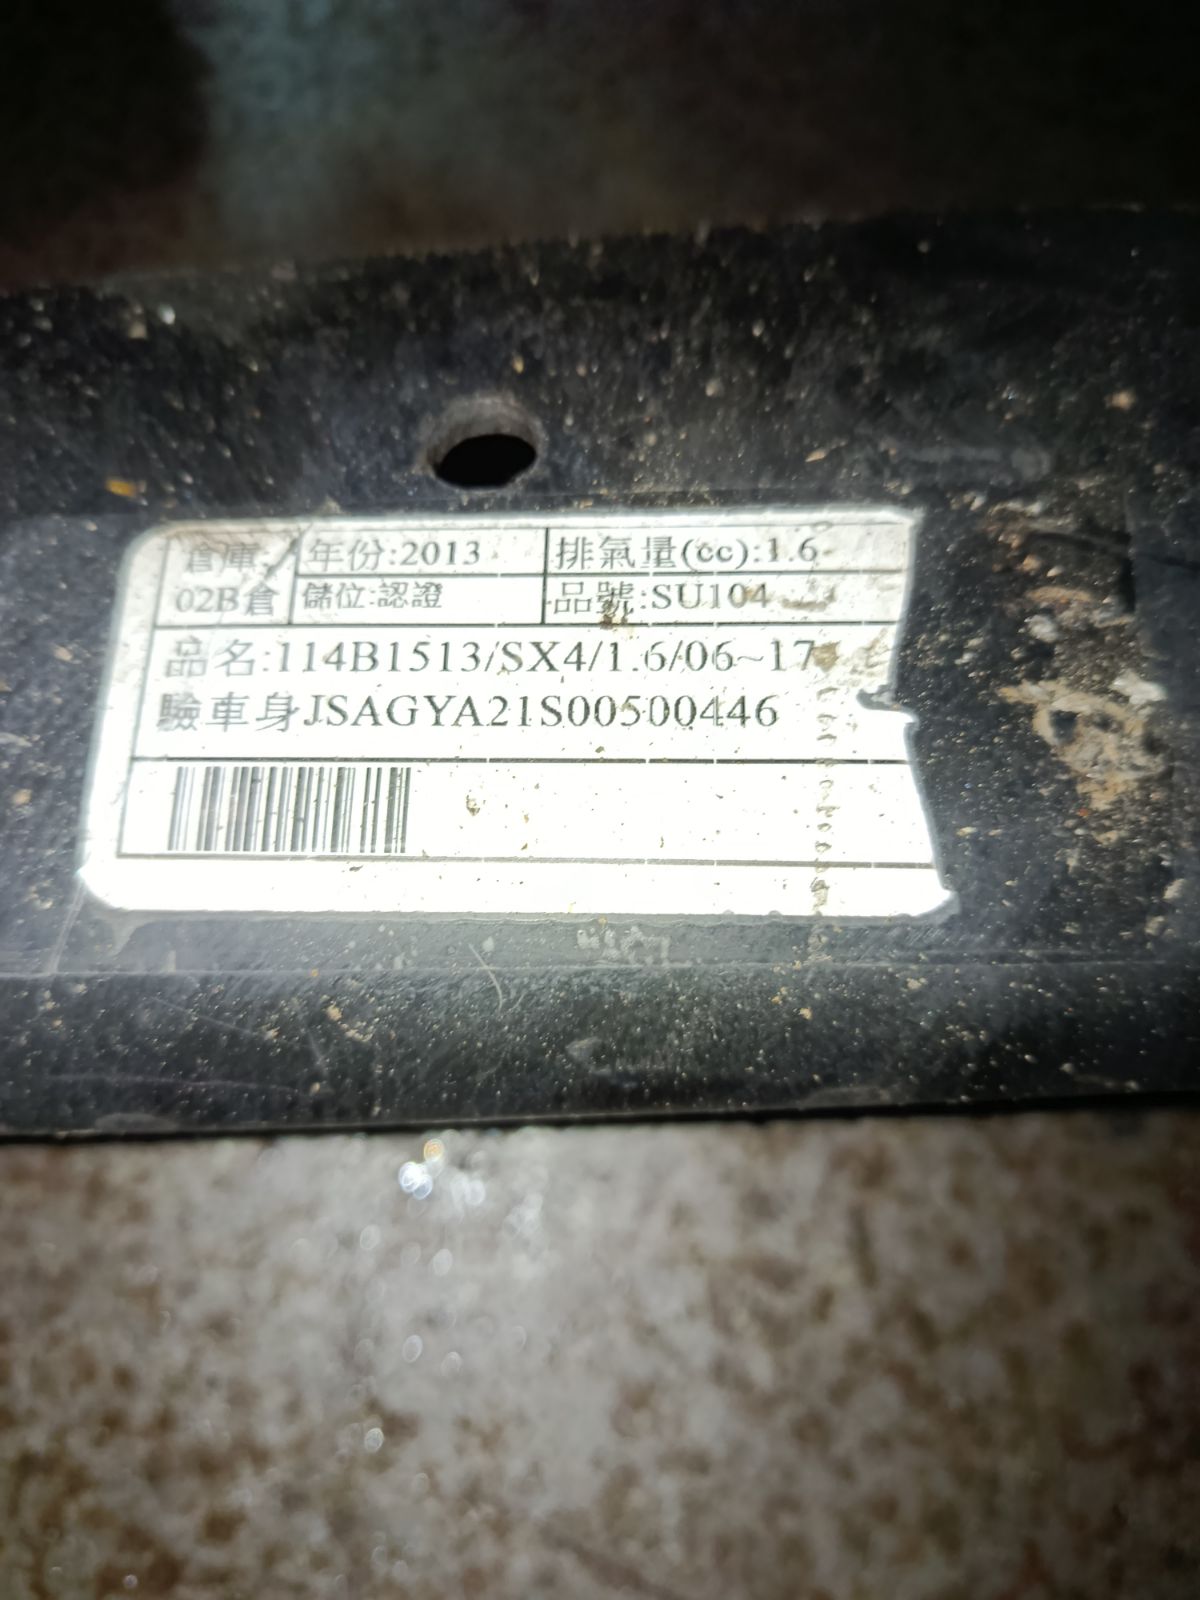 倉庫: 年份:2013 排氣量(cc):1.6
02B倉 儲位:認證 品號:SU104
品名:114B1513/SX4/1.6/06~17
驗車身JSAGYA21S00500446